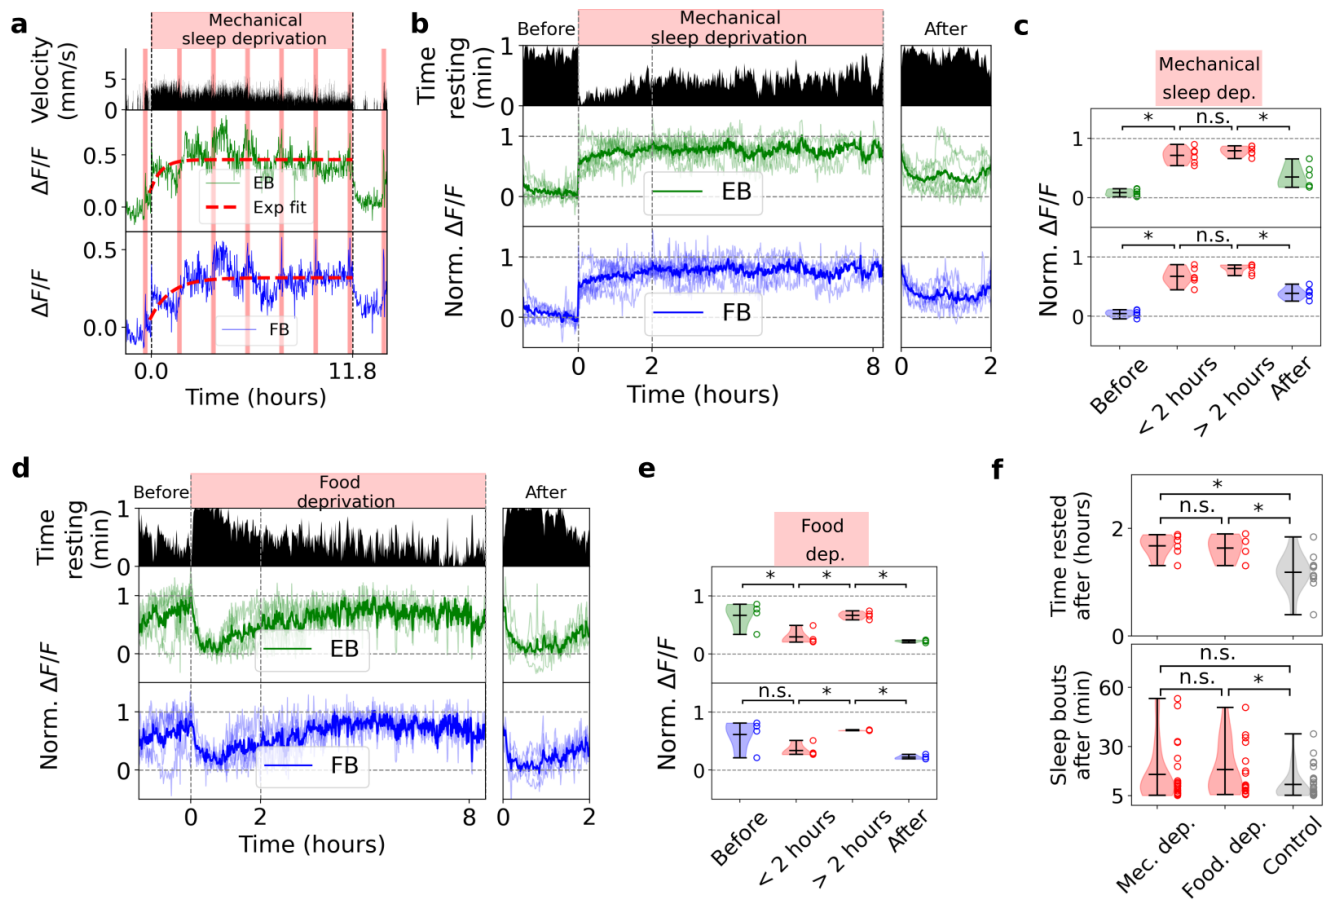 a
Mechanical
sleep deprivation
Velocity
(mm/s)
5
0
ΔF/F
0.5
0.0
EB
Exp fit
ΔF/F
0.5
0.0
FB
0.0
11.8
Time (hours)
b
Before
Mechanical
sleep deprivation
After
Time
resting
(min)
1
0
Norm. ΔF/F
1
0
EB
1
0
FB
0
2
8
0
2
Time (hours)
c
Mechanical
sleep dep.
* n.s. *
Norm. ΔF/F
1
0
* n.s. *
1
0
Before
< 2 hours
> 2 hours
After
d
Before
Food
deprivation
After
Time
resting
(min)
1
0
Norm. ΔF/F
1
0
EB
1
0
FB
0
2
8
0
2
Time (hours)
e
Food
dep.
* * *
Norm. ΔF/F
1
0
n.s. * *
1
0
Before
< 2 hours
> 2 hours
After
f
*
n.s. *
Time rested
after (hours)
2
0
n.s.
n.s. *
Sleep bouts
after (min)
60
30
5
Mec. dep.
Food. dep.
Control